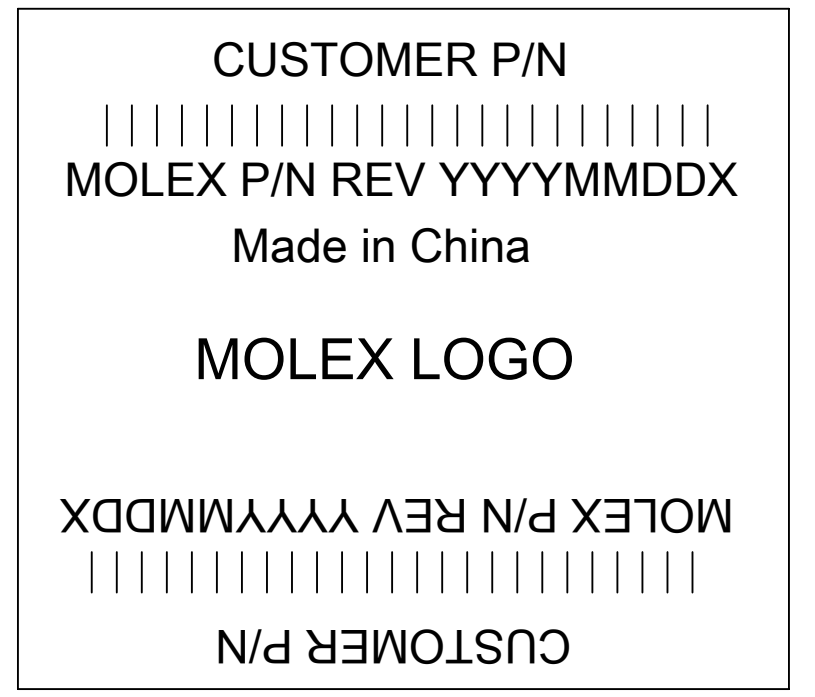 CUSTOMER P/N
MOLEX P/N REV YYYYMMDDX
Made in China
MOLEX LOGO
MOLEX P/N REV YYYYMMDDX
CUSTOMER P/N